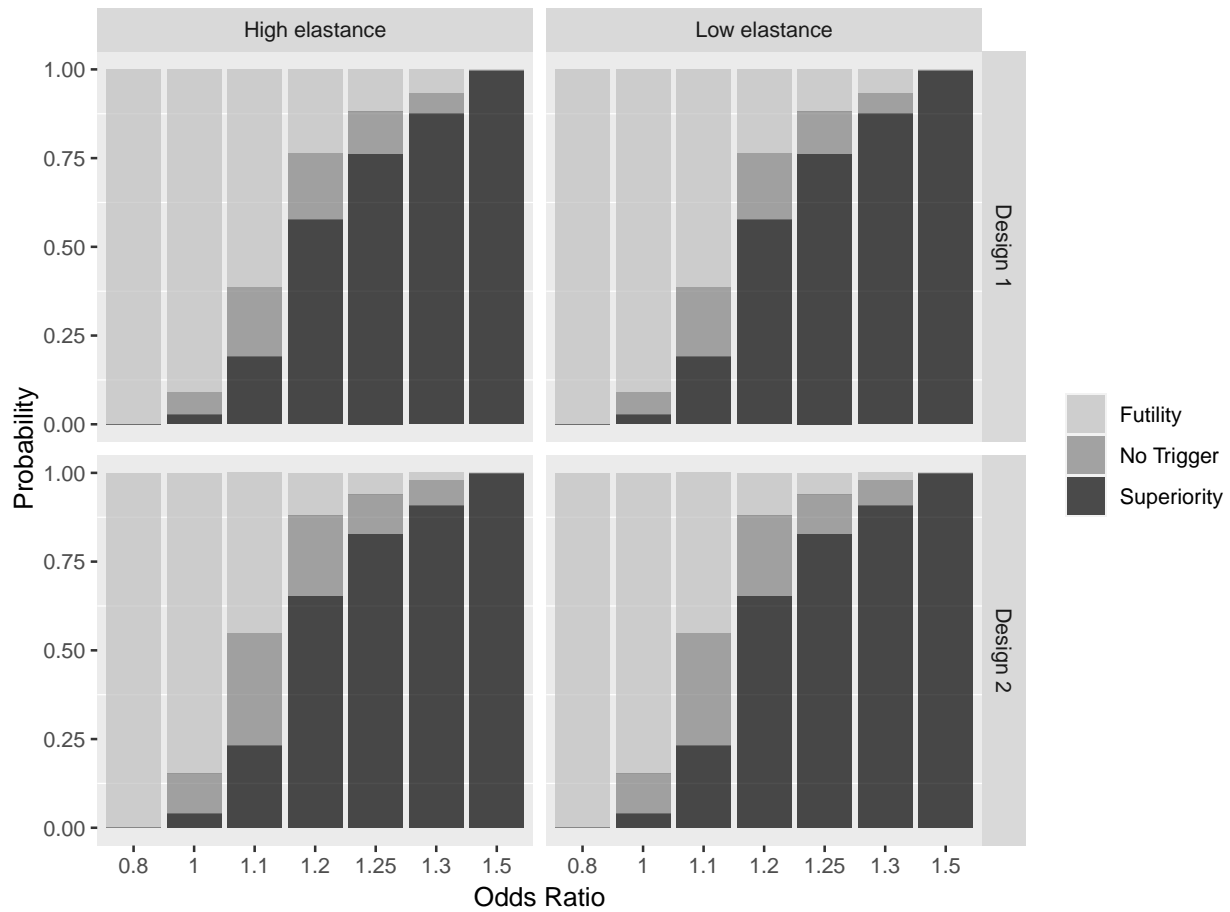 High elastance
Low elastance
1.00
0.75
0.50
0.25
0.00
Design 1
1.00
0.75
0.50
0.25
0.00
Design 2
Probability
0.8 1 1.1 1.2 1.25 1.3 1.5
0.8 1 1.1 1.2 1.25 1.3 1.5
Odds Ratio
Futility
No Trigger
Superiority